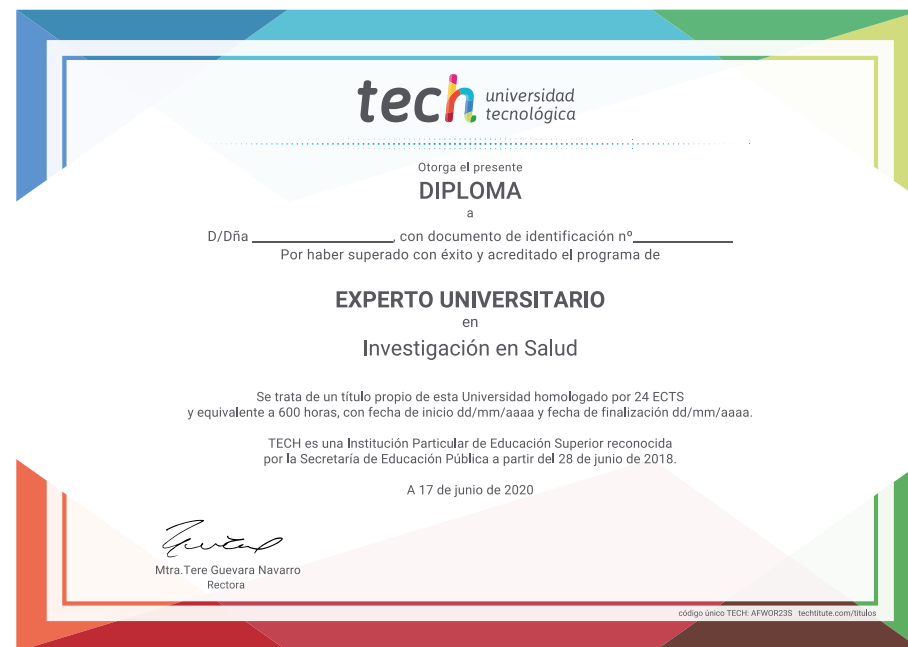 tech universidad
tecnológica
Otorga el presente
DIPLOMA
a
D/Dña ____________, con documento de identificación nº____________
Por haber superado con éxito y acreditado el programa de
EXPERTO UNIVERSITARIO
en
Investigación en Salud
Se trata de un título propio de esta Universidad homologado por 24 ECTS
y equivalente a 600 horas, con fecha de inicio dd/mm/aaaa y fecha de finalización dd/mm/aaaa.
TECH es una Institución Particular de Educación Superior reconocida
por la Secretaría de Educación Pública a partir del 28 de junio de 2018.
A 17 de junio de 2020
Mtra.Tere Guevara Navarro
Rectora
código único TECH: AFWOR23S techtitute.com/titulos